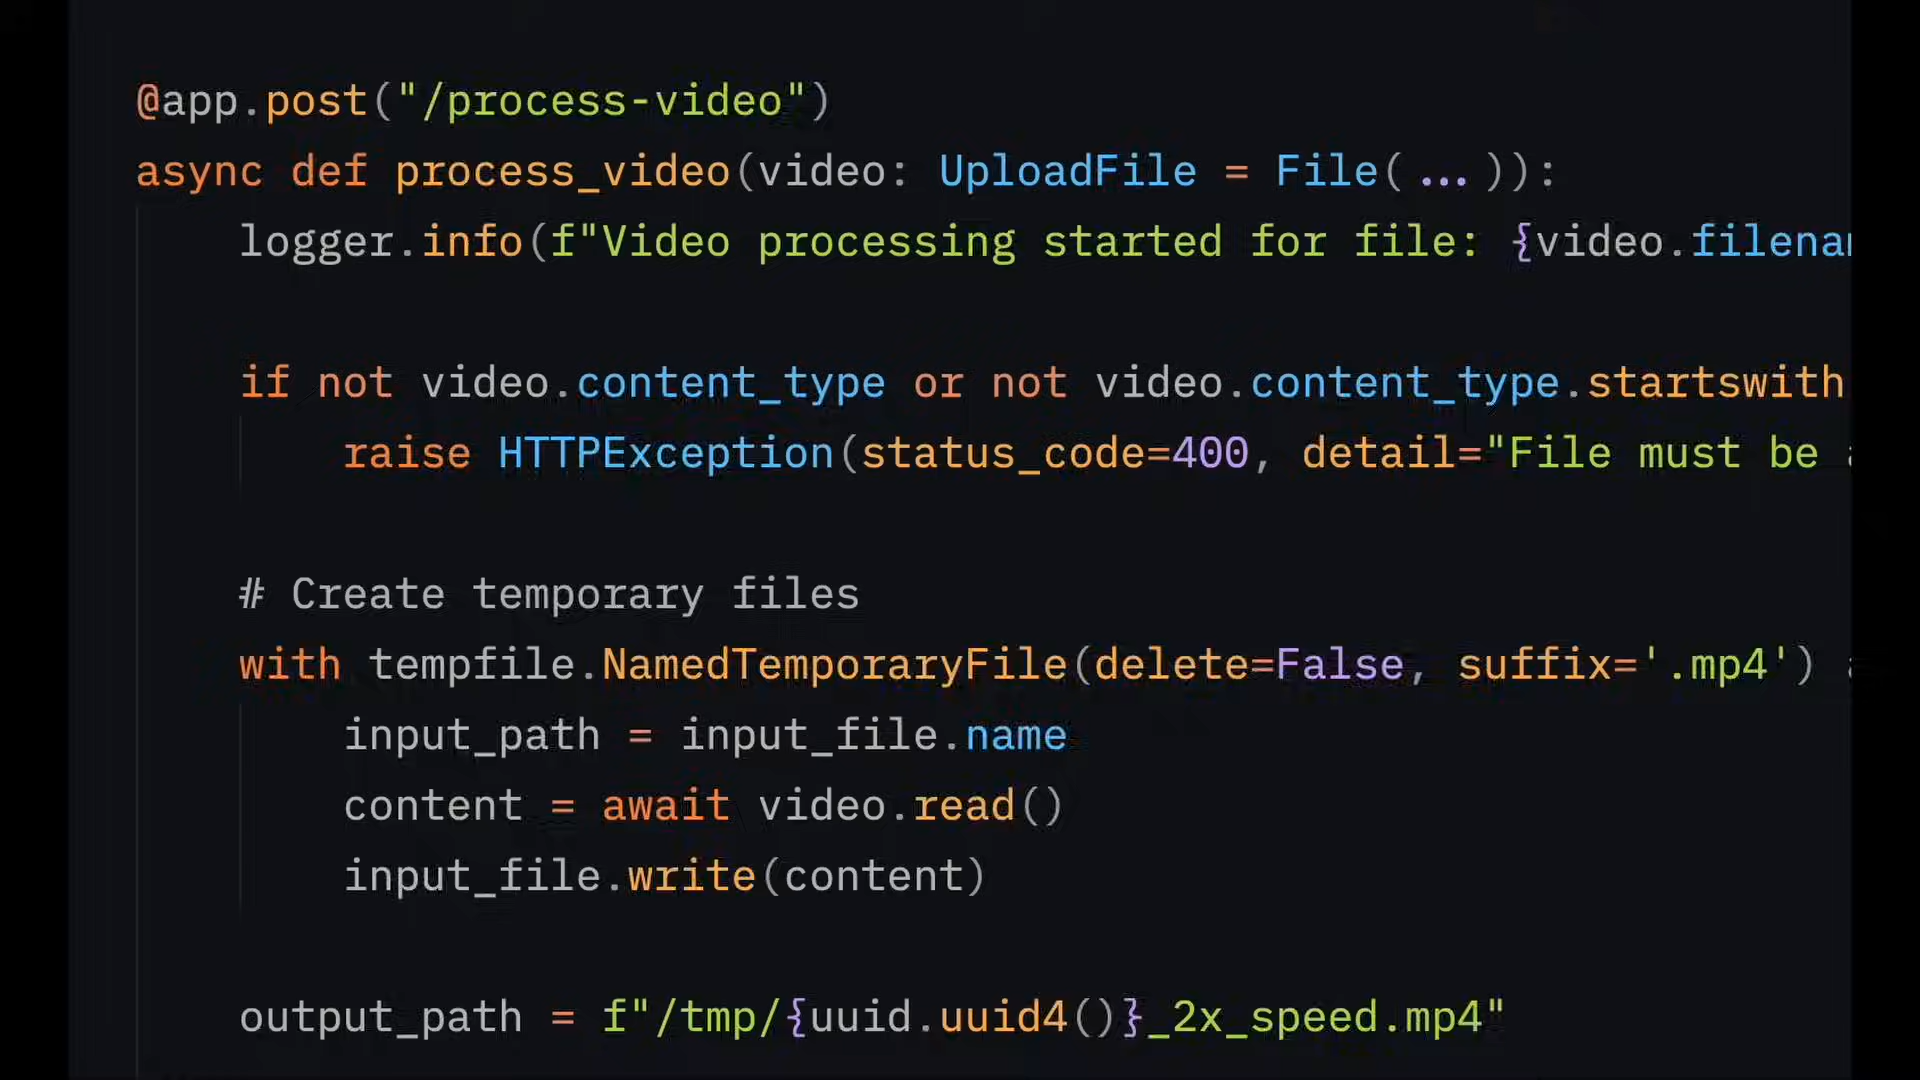 @app.post("/process-video")
async def process_video(video: UploadFile = File(...)):
logger.info(f"Video processing started for file: {video.filenam
if not video.content_type or not video.content_type.startswith
raise HTTPException(status_code=400, detail="File must be
# Create temporary files
with tempfile.NamedTemporaryFile(delete=False, suffix='.mp4')
input_path = input_file.name
content = await video.read()
input_file.write(content)
output_path = f"/tmp/{uuid.uuid4()}_2x_speed.mp4"